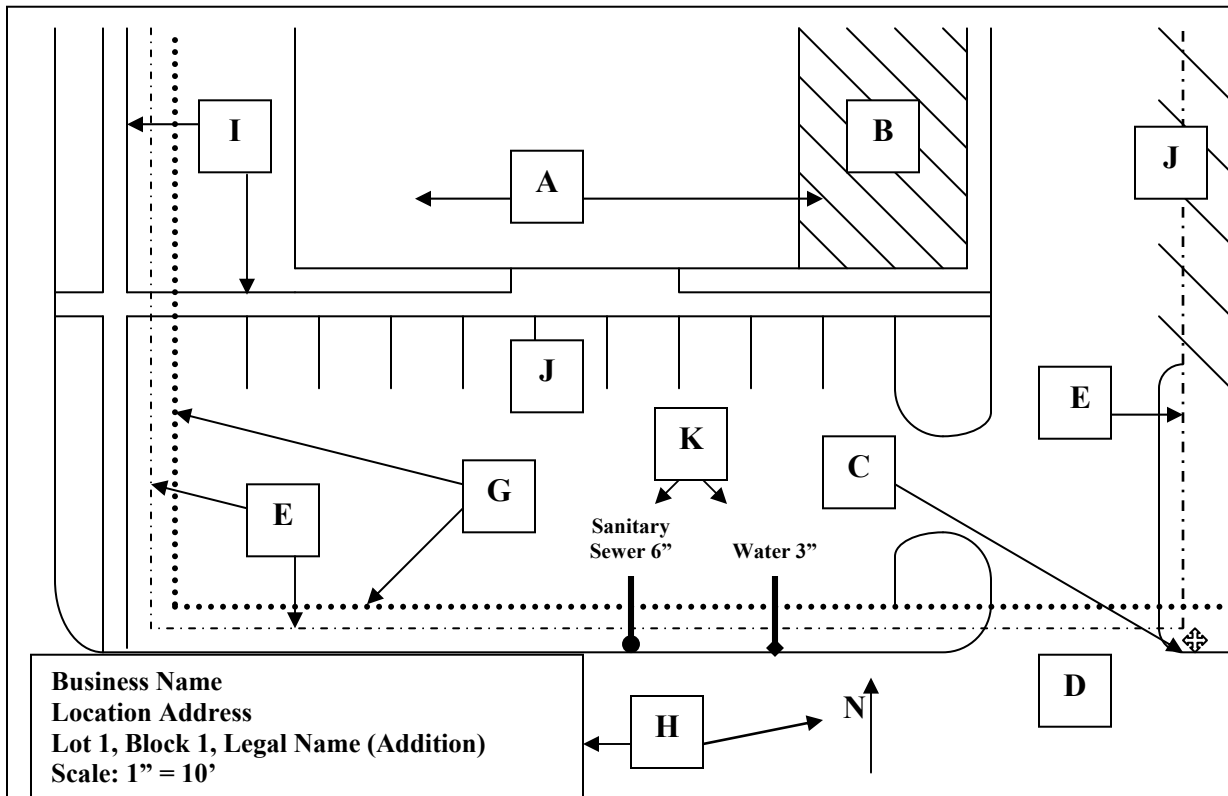 I
A
B
J
J
E
K
C
G
E
Sanitary
Sewer 6”
Water 3”
D
Business Name
Location Address
Lot 1, Block 1, Legal Name (Addition)
Scale: 1” = 10’
H
N